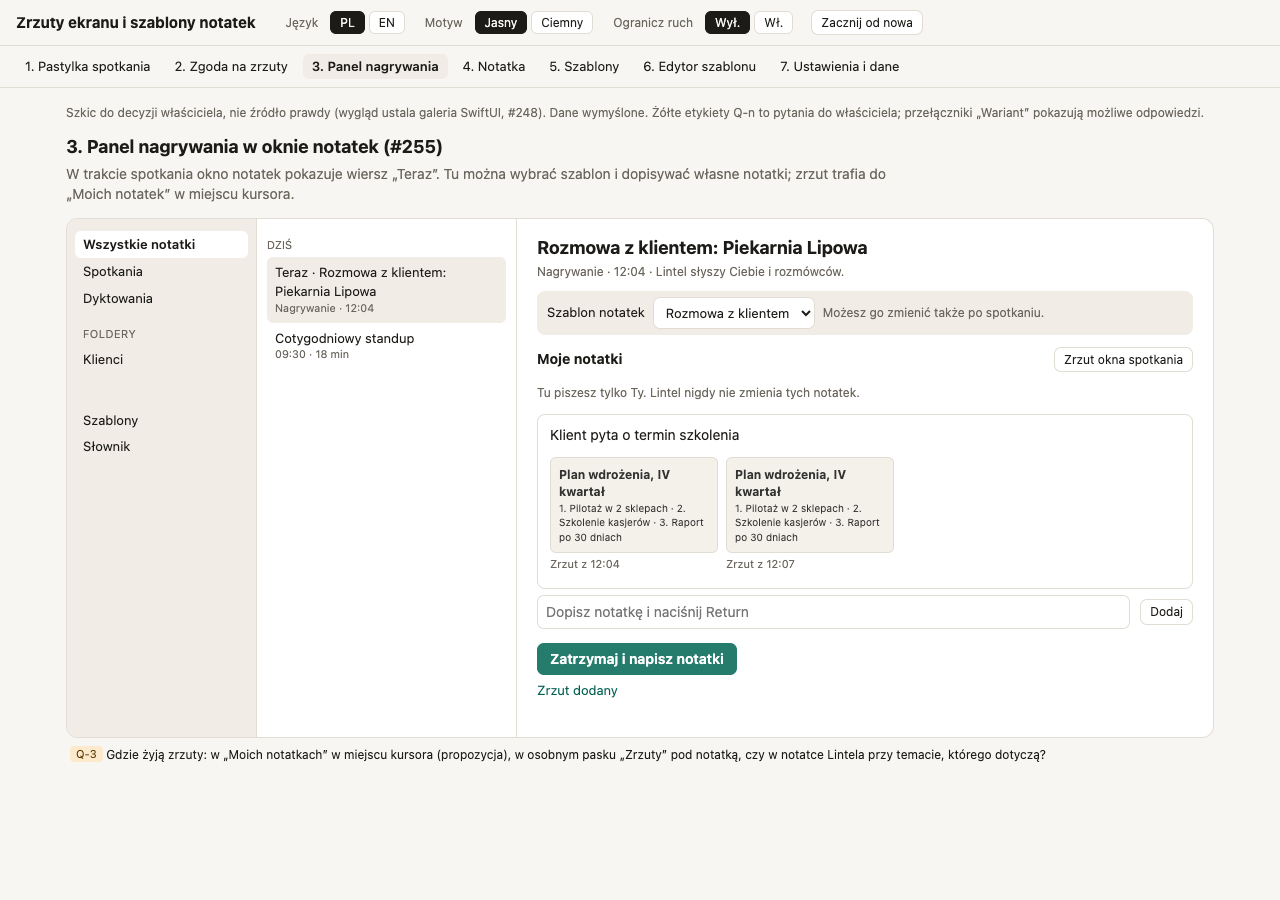 Zrzuty ekranu i szablony notatek
Język PL EN Motyw Jasny Ciemny Ogranicz ruch Wył. Wł. Zacznij od nowa
1. Pastylka spotkania 2. Zgoda na zrzuty 3. Panel nagrywania 4. Notatka 5. Szablony 6. Edytor szablonu 7. Ustawienia i dane
Szkic do decyzji właściciela, nie źródło prawdy (wygląd ustala galeria SwiftUI, #248). Dane wymyślone. Żółte etykiety Q-n to pytania do właściciela; przełączniki „Wariant” pokazują możliwe odpowiedzi.
3. Panel nagrywania w oknie notatek (#255)
W trakcie spotkania okno notatek pokazuje wiersz „Teraz”. Tu można wybrać szablon i dopisywać własne notatki; zrzut trafia do
„Moich notatek” w miejscu kursora.
Wszystkie notatki
Spotkania
Dyktowania
FOLDERY
Klienci
Szablony
Słownik
DZIŚ
Teraz · Rozmowa z klientem:
Piekarnia Lipowa
Nagrywanie · 12:04
Cotygodniowy standup
09:30 · 18 min
Rozmowa z klientem: Piekarnia Lipowa
Nagrywanie · 12:04 · Lintel słyszy Ciebie i rozmówców.
Szablon notatek Rozmowa z klientem Możesz go zmienić także po spotkaniu.
Moje notatki Zrzut okna spotkania
Tu piszesz tylko Ty. Lintel nigdy nie zmienia tych notatek.
Klient pyta o termin szkolenia
Plan wdrożenia, IV
kwartał
1. Pilotaż w 2 sklepach · 2.
Szkolenie kasjerów · 3. Raport
po 30 dniach
Zrzut z 12:04
Plan wdrożenia, IV
kwartał
1. Pilotaż w 2 sklepach · 2.
Szkolenie kasjerów · 3. Raport
po 30 dniach
Zrzut z 12:07
Dopisz notatkę i naciśnij Return Dodaj
Zatrzymaj i napisz notatki
Zrzut dodany
Q-3 Gdzie żyją zrzuty: w „Moich notatkach” w miejscu kursora (propozycja), w osobnym pasku „Zrzuty” pod notatką, czy w notatce Lintela przy temacie, którego dotyczą?